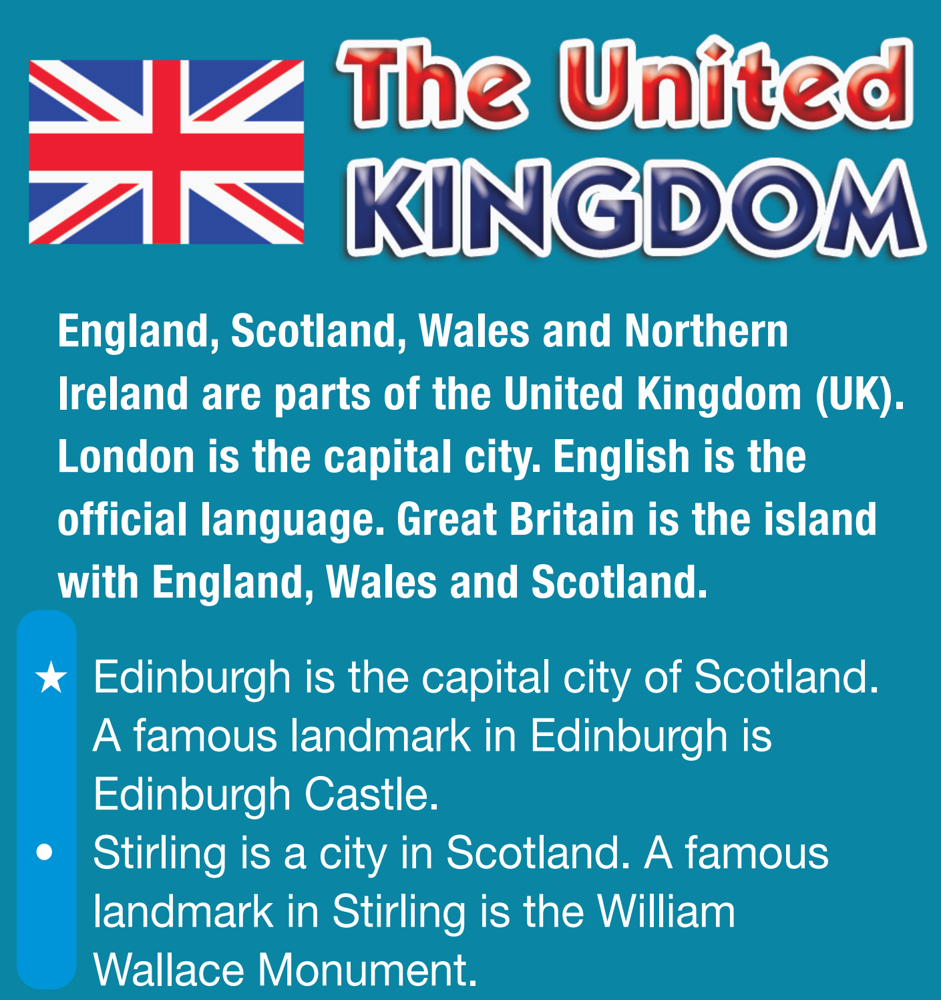 The United
KINGDOM
England, Scotland, Wales and Northern
Ireland are parts of the United Kingdom (UK).
London is the capital city. English is the
official language. Great Britain is the island
with England, Wales and Scotland.
★ Edinburgh is the capital city of Scotland.
A famous landmark in Edinburgh is
Edinburgh Castle.
• Stirling is a city in Scotland. A famous
landmark in Stirling is the William
Wallace Monument.